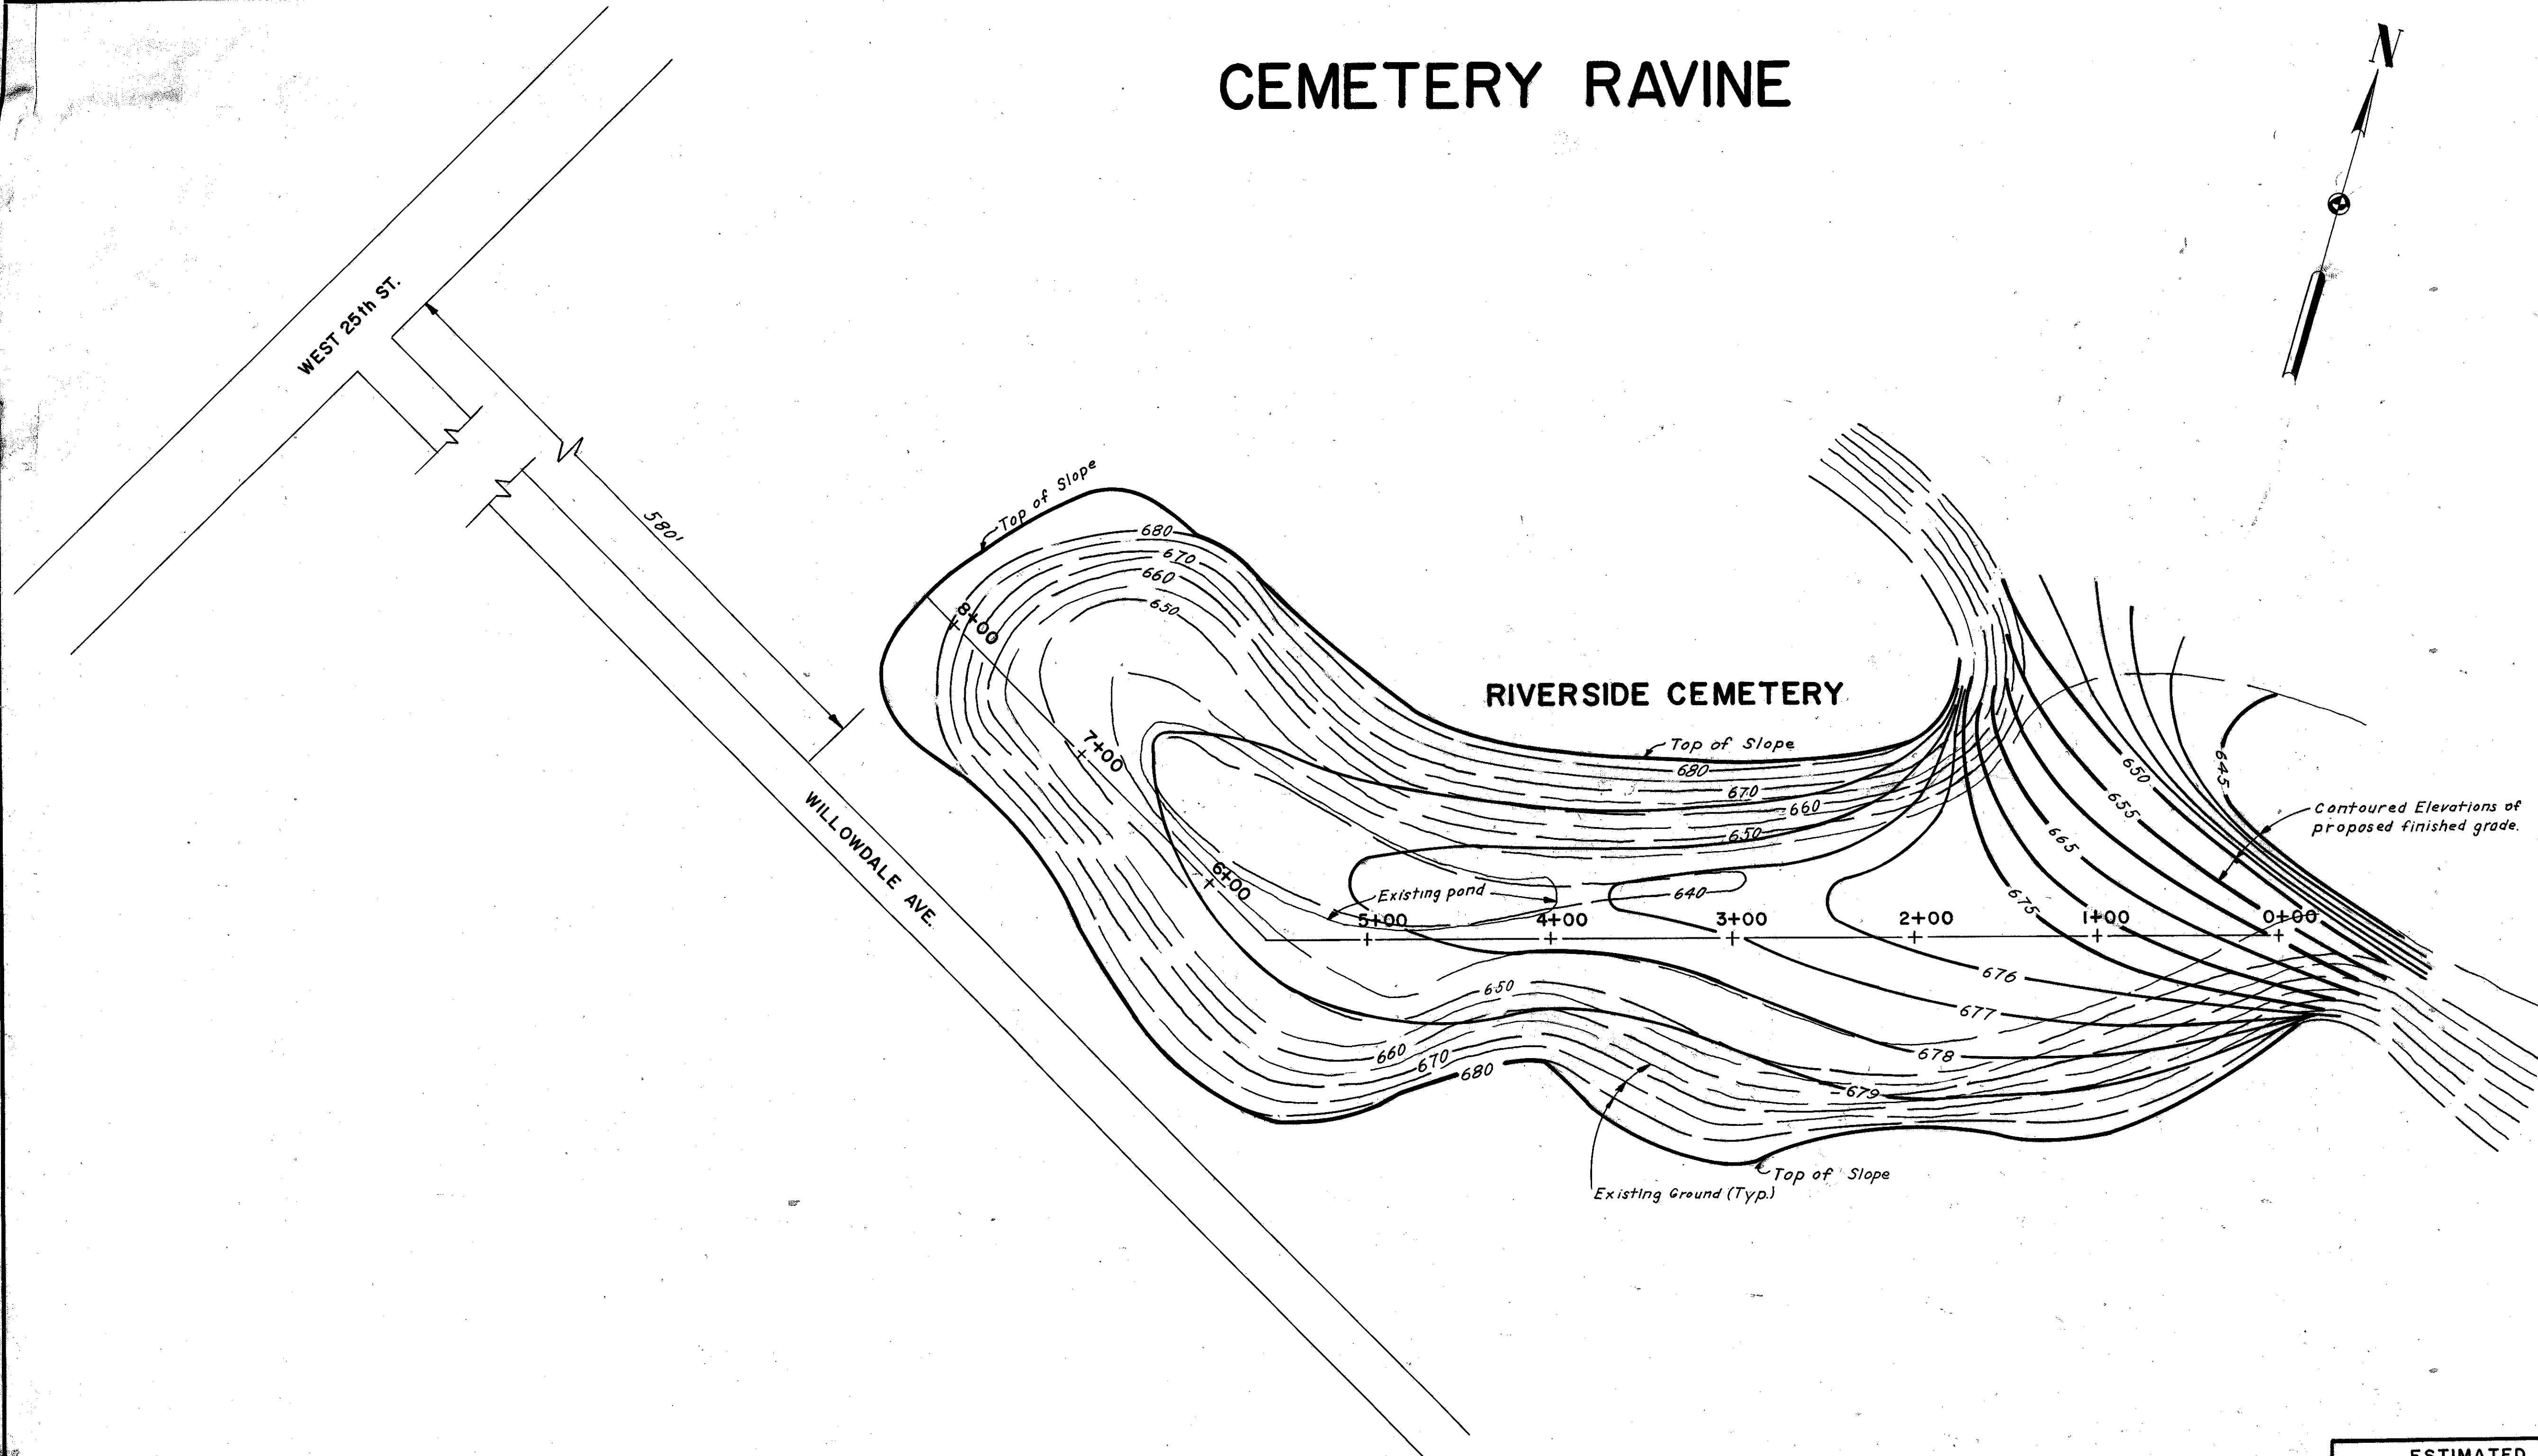 CEMETERY RAVINE
N
WEST 25th ST.
580'
WILLOWDALE AVE.
Top of Slope
680
670
660
650
8+00
7+00
6+00
5+00
4+00
3+00
2+00
1+00
0+00
RIVERSIDE CEMETERY
Top of Slope
680
670
660
650
640
Existing pond
645
650
655
665
675
676
677
678
679
Contoured Elevations of
proposed finished grade.
650
660
670
680
Top of Slope
Existing Ground (Typ.)
ESTIMATED